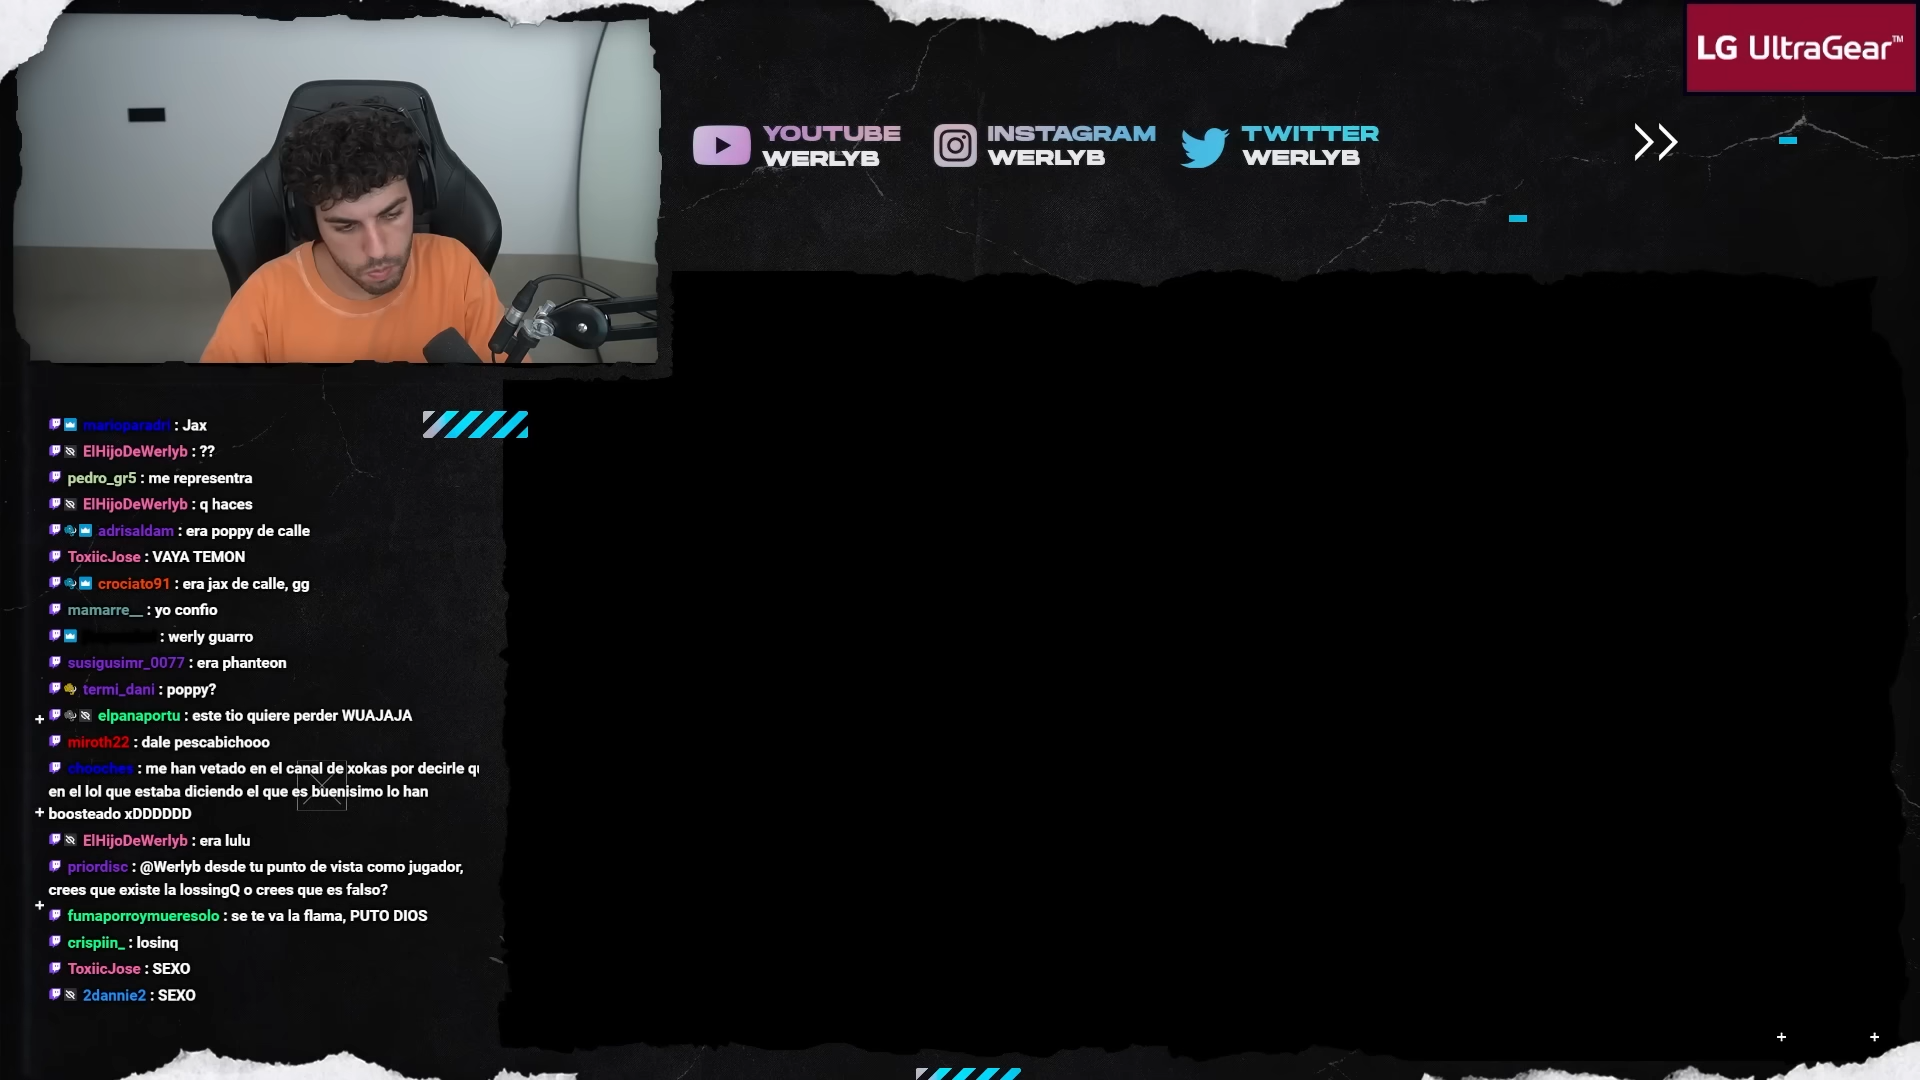 LG UltraGear™
YOUTUBE
WERLYB
INSTAGRAM
WERLYB
TWITTER
WERLYB
marioparadri : Jax
ElHijoDeWerlyb : ??
pedro_gr5 : me representra
ElHijoDeWerlyb : q haces
adrisaldam : era poppy de calle
ToxiicJose : VAYA TEMON
crociato91 : era jax de calle, gg
mamarre__ : yo confio
: werly guarro
susigusimr_0077 : era phanteon
termi_dani : poppy?
elpanaportu : este tio quiere perder WUAJAJA
miroth22 : dale pescabichooo
chooches : me han vetado en el canal de xokas por decirle
en el lol que estaba diciendo el que es buenisimo lo han
boosteado xDDDDDD
ElHijoDeWerlyb : era lulu
priordisc : @Werlyb desde tu punto de vista como jugador,
crees que existe la lossingQ o crees que es falso?
fumaporroymueresolo : se te va la flama, PUTO DIOS
crispiin_ : losinq
ToxiicJose : SEXO
2dannie2 : SEXO